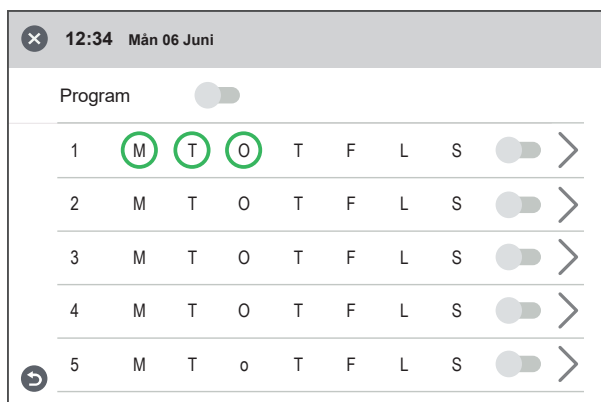 12:34 Mån 06 Juni
Program
1 M T O T F L S
2 M T O T F L S
3 M T O T F L S
4 M T O T F L S
5 M T o T F L S